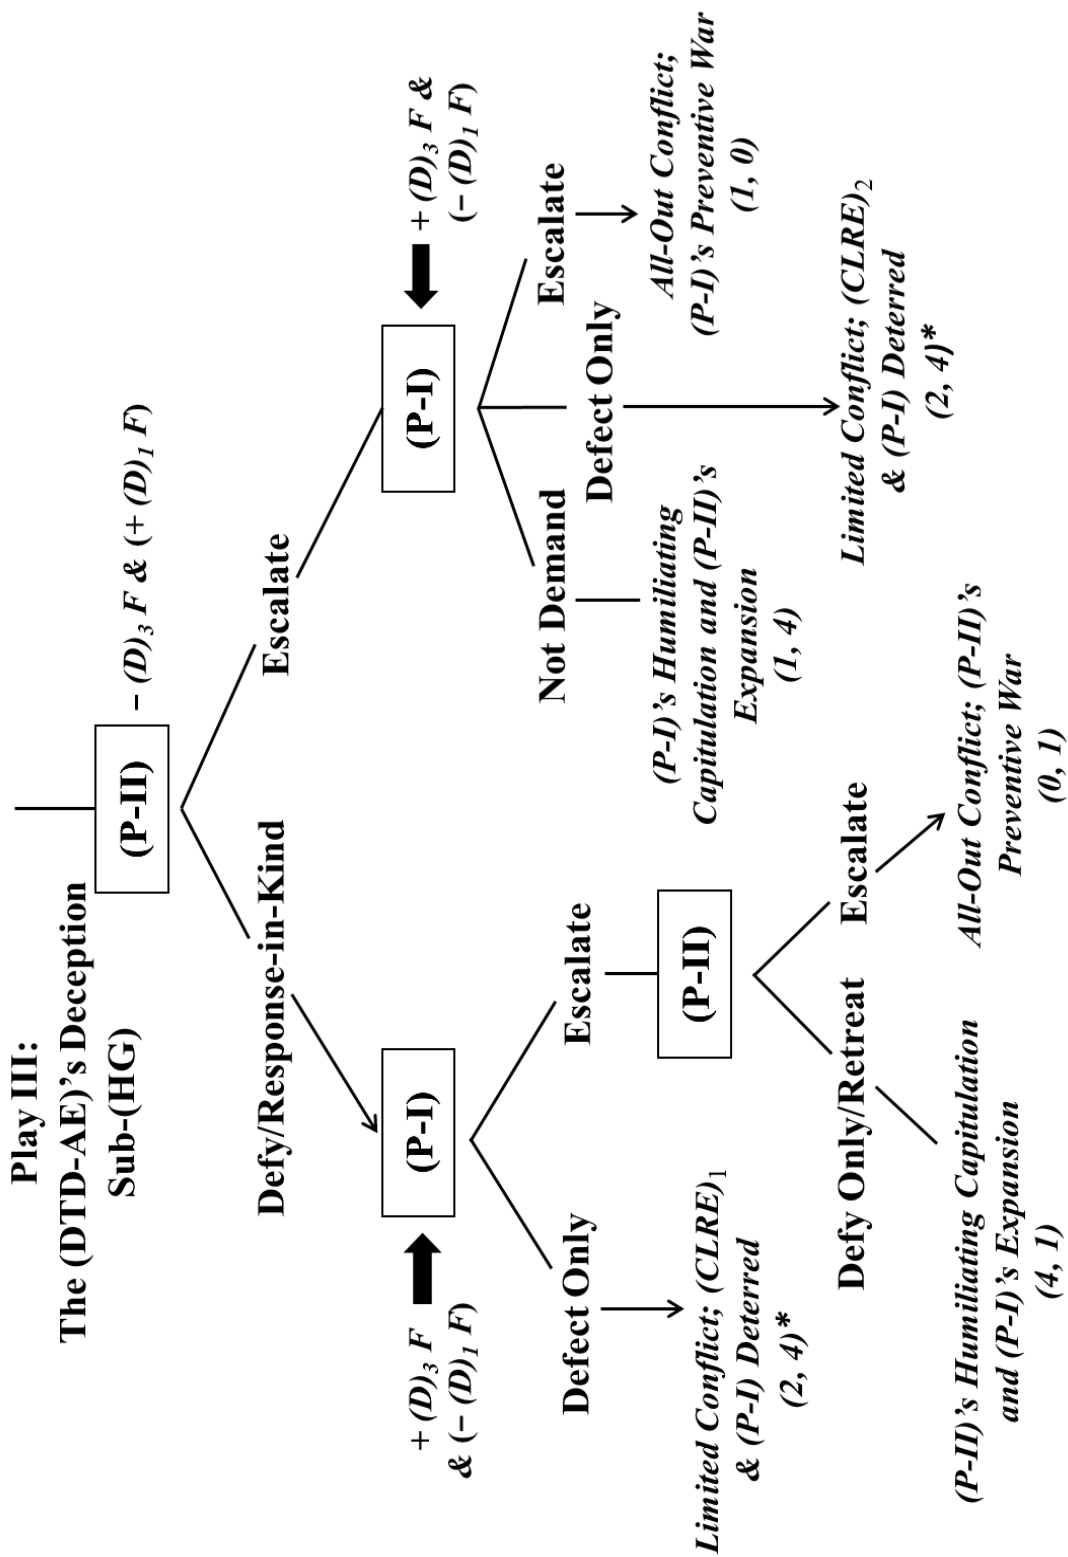 Play III:
The (DTD-AE)’s Deception
Sub-(HG)
(P-II)
− (D)3 F & (+ (D)1 F)
Defy/Response-in-Kind
Escalate
+ (D)3 F
& (− (D)1 F)
(P-I)
(P-I)
+ (D)3 F &
(− (D)1 F)
Defect Only
Escalate
Not Demand
Defect Only
Escalate
Limited Conflict; (CLRE)1
& (P-I) Deterred
(2, 4)*
(P-II)
(P-I)’s Humiliating
Capitulation and (P-II)’s
Expansion
(1, 4)
All-Out Conflict;
(P-I)’s Preventive War
(1, 0)
Limited Conflict; (CLRE)2
& (P-I) Deterred
(2, 4)*
Defy Only/Retreat
Escalate
(P-II)’s Humiliating Capitulation
and (P-I)’s Expansion
(4, 1)
All-Out Conflict; (P-II)’s
Preventive War
(0, 1)